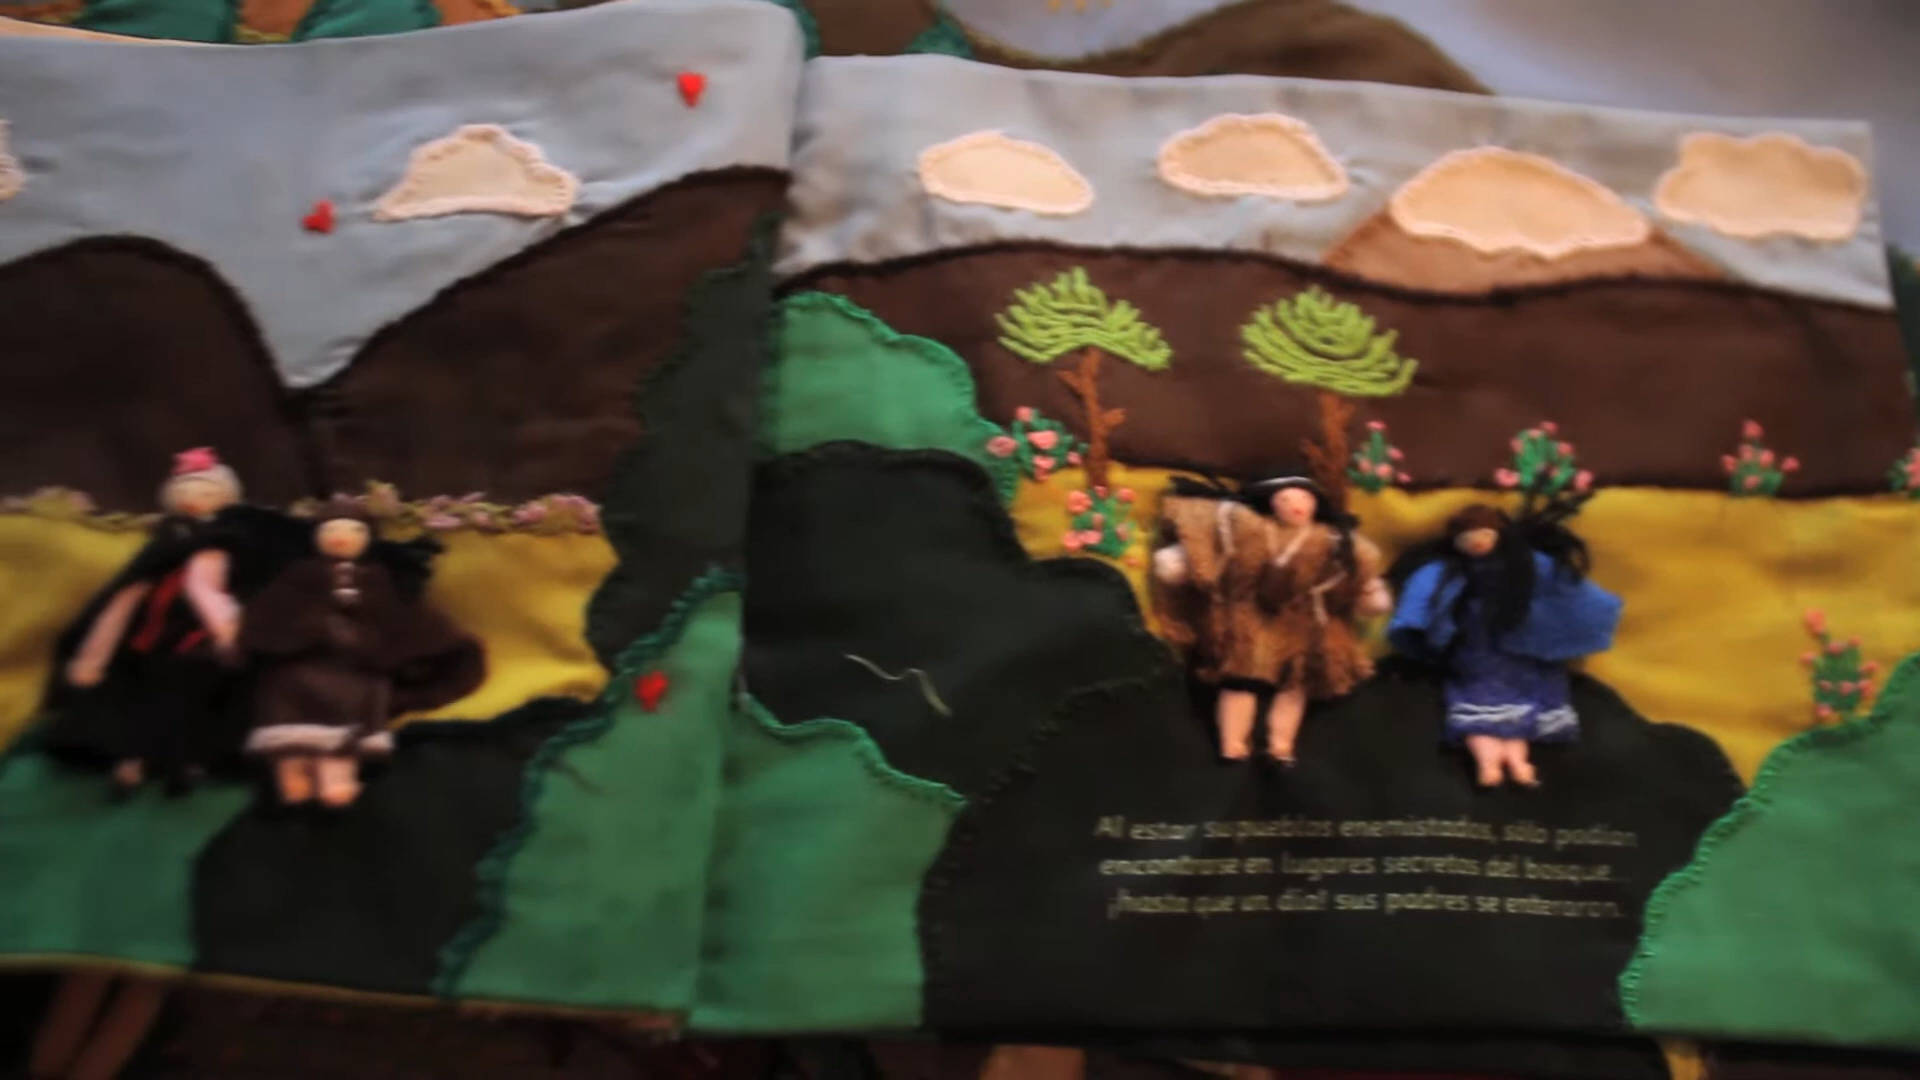 Al estar su pueblos enemistados, sólo podían
encontrarse en lugares secretos del bosque...
¡hasta que un día! sus padres se enteraron.